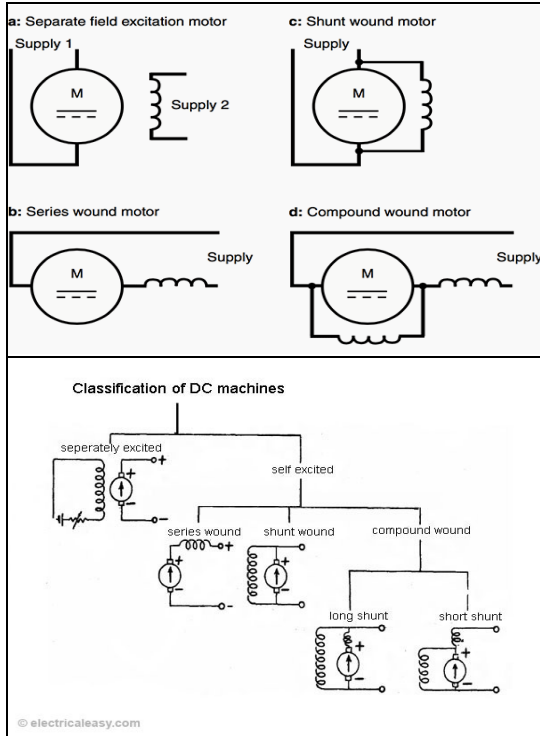 a: Separate field excitation motor
Supply 1
M
Supply 2
c: Shunt wound motor
Supply
M
b: Series wound motor
Supply
M
d: Compound wound motor
Supply
M
Classification of DC machines
seperately excited
+
+
-
-
self excited
series wound
+
+
-
-
shunt wound
+
-
compound wound
long shunt
+
-
short shunt
+
-
© electricaleasy.com